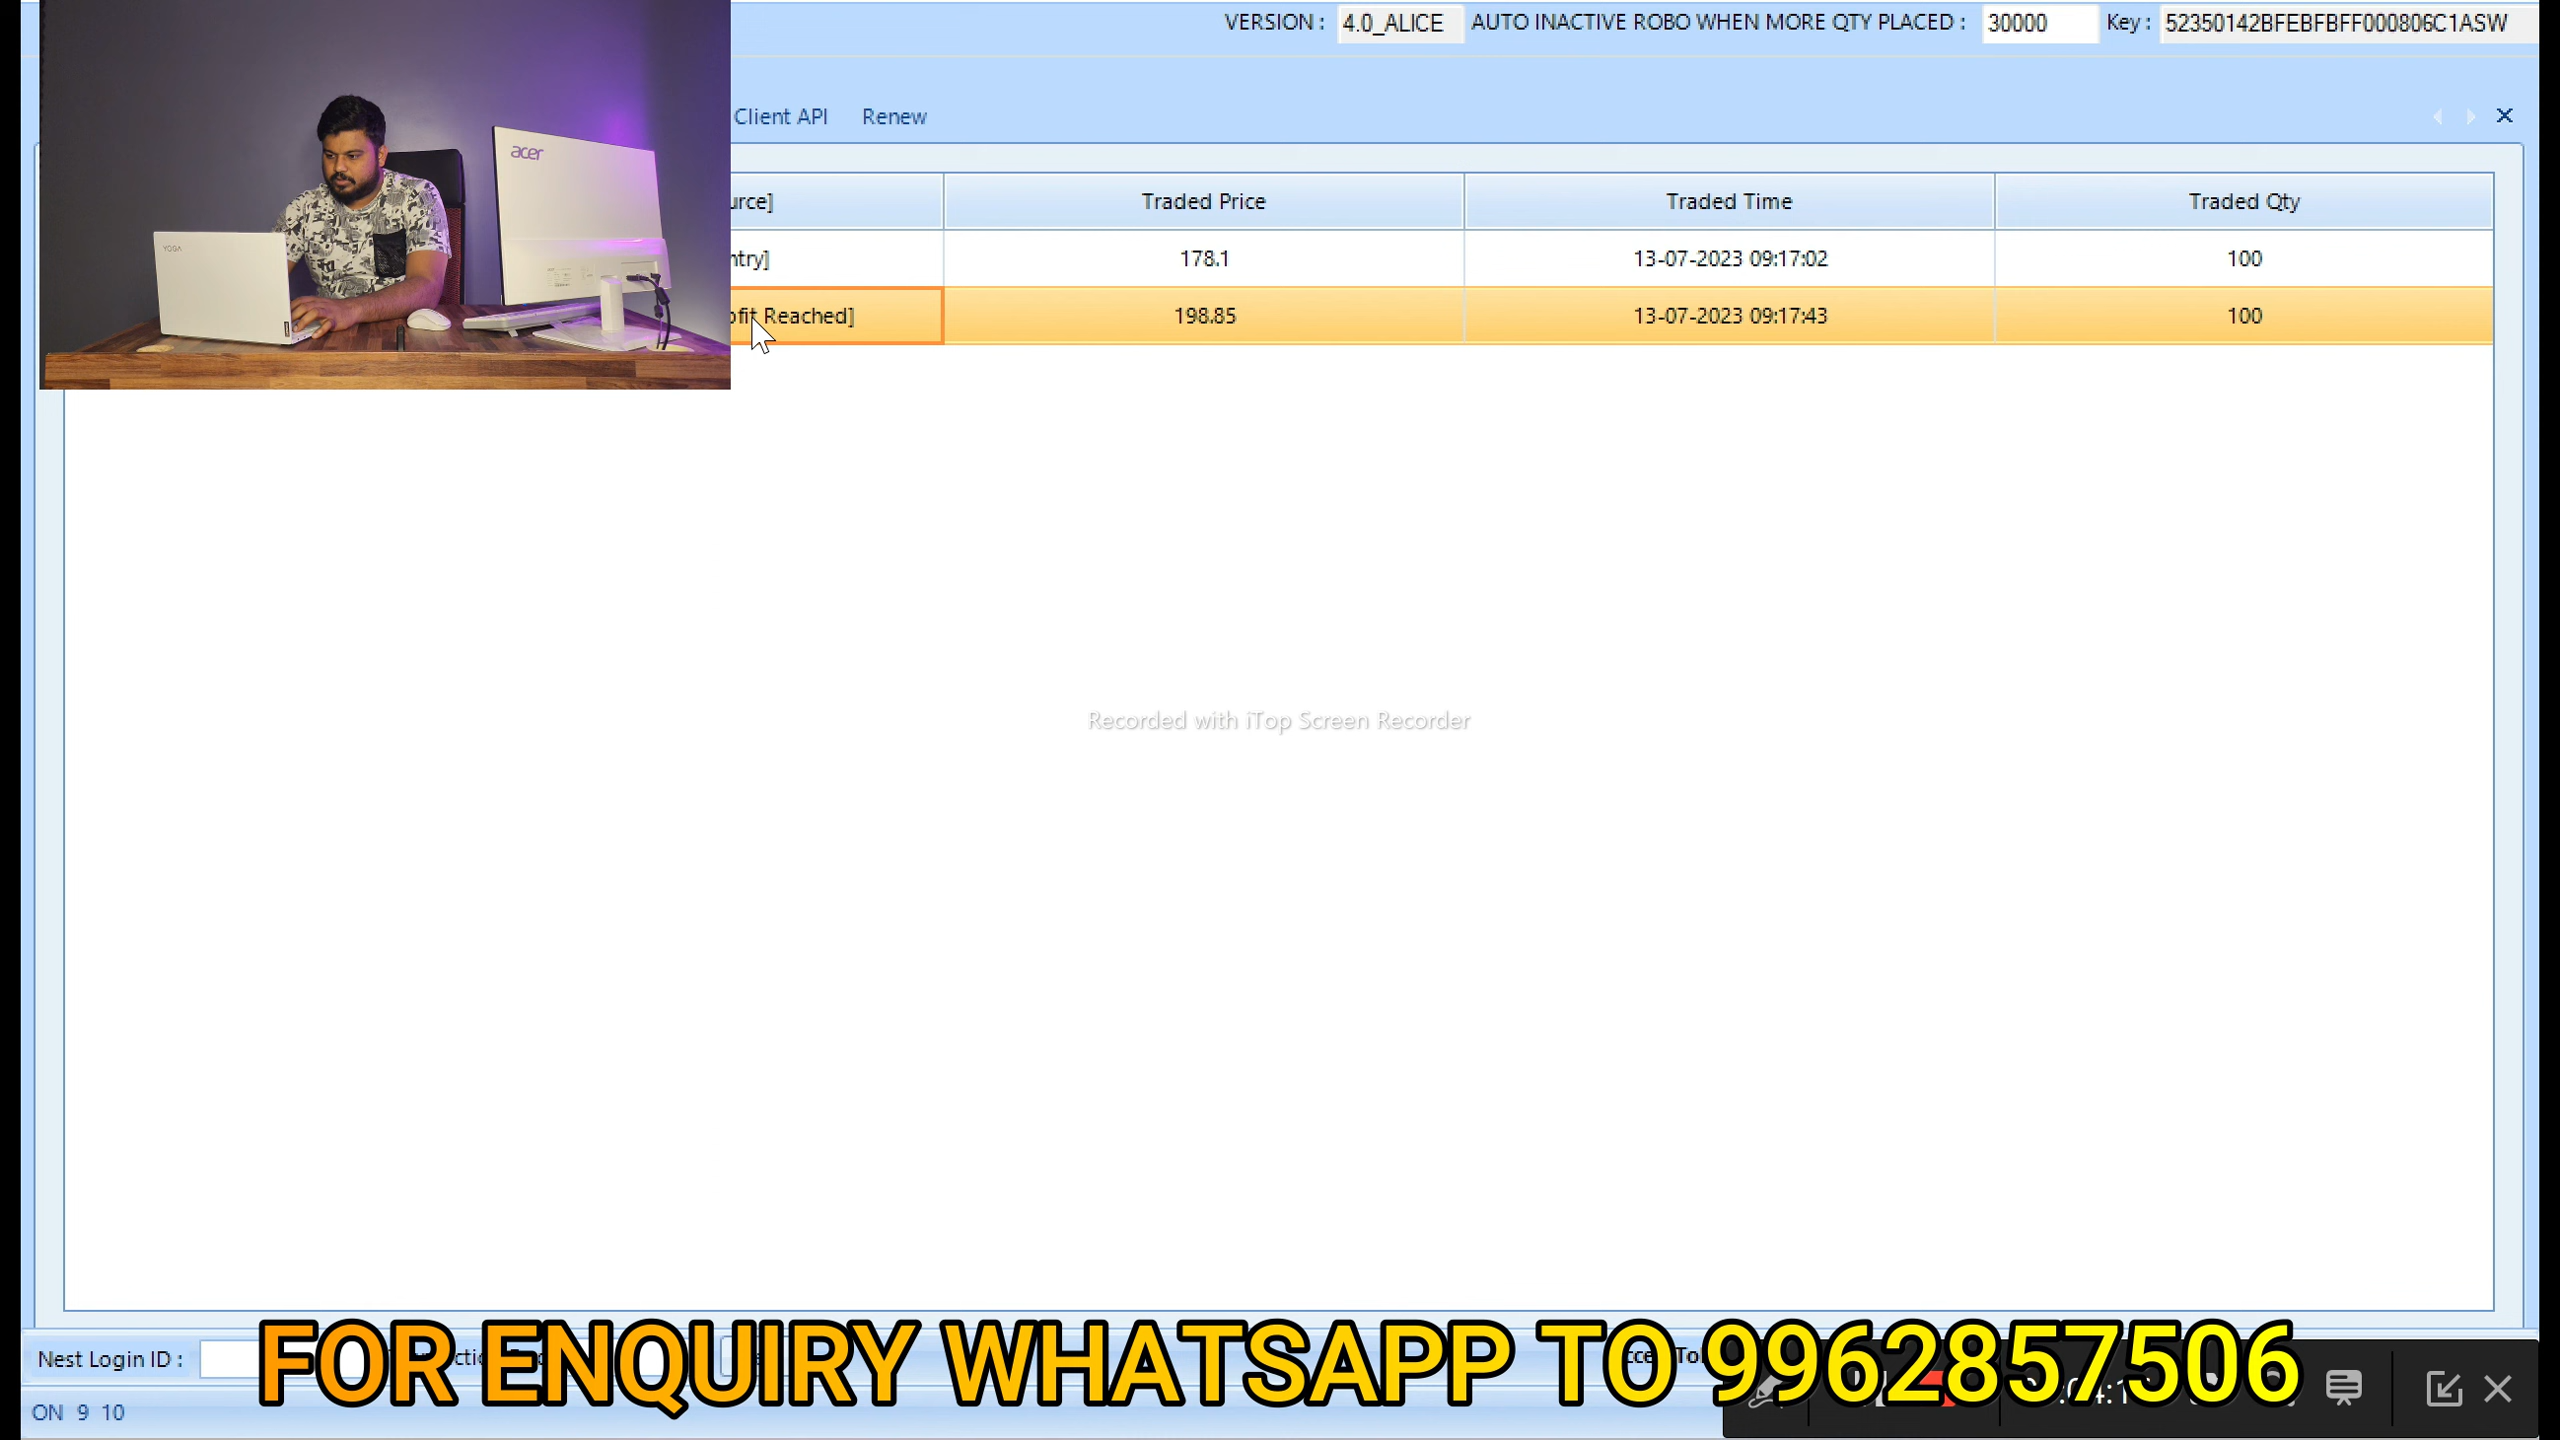 VERSION : 4.0_ALICE AUTO INACTIVE ROBO WHEN MORE QTY PLACED : 30000 Key : 52350142BFEBFBFF000806C1ASW
Client API Renew
acer
YOGA
urce] Traded Price Traded Time Traded Qty
ntry] 178.1 13-07-2023 09:17:02 100
ofit Reached] 198.85 13-07-2023 09:17:43 100
Recorded with iTop Screen Recorder
Nest Login ID :
FOR ENQUIRY WHATSAPP TO 9962857506
ON 9 10